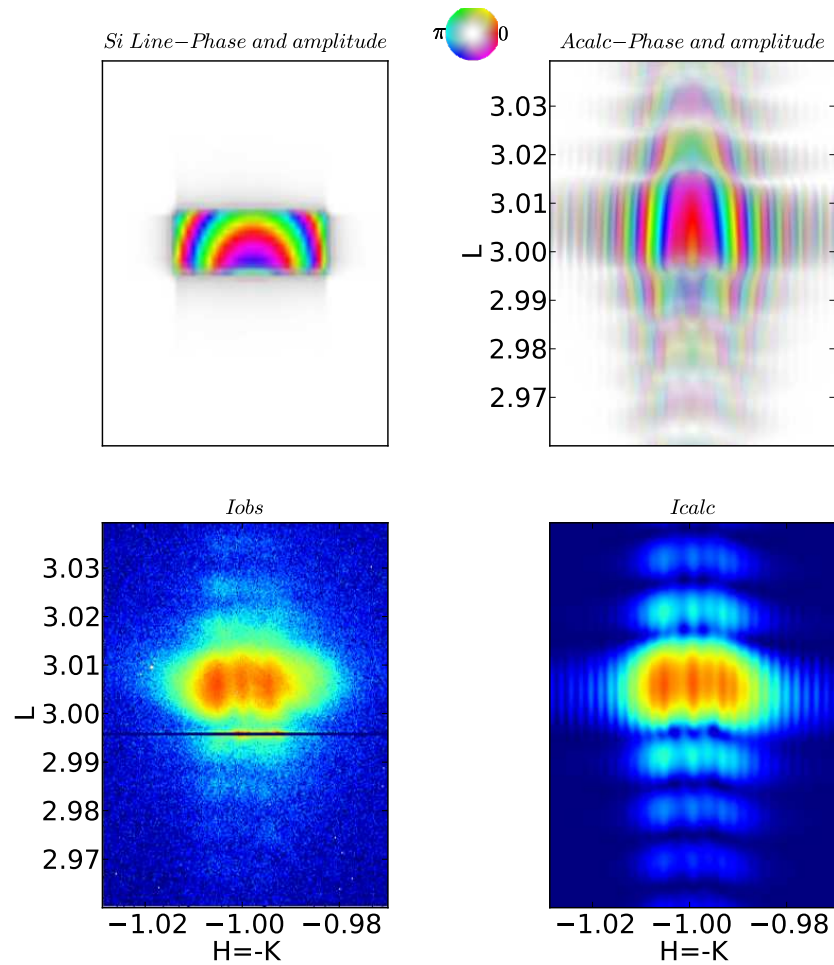 Si Line−Phase and amplitude
π 0
Acalc−Phase and amplitude
3.03
3.02
3.01
3.00
2.99
2.98
2.97
L
Iobs
3.03
3.02
3.01
3.00
2.99
2.98
2.97
L
−1.02 −1.00 −0.98
H=-K
Icalc
−1.02 −1.00 −0.98
H=-K